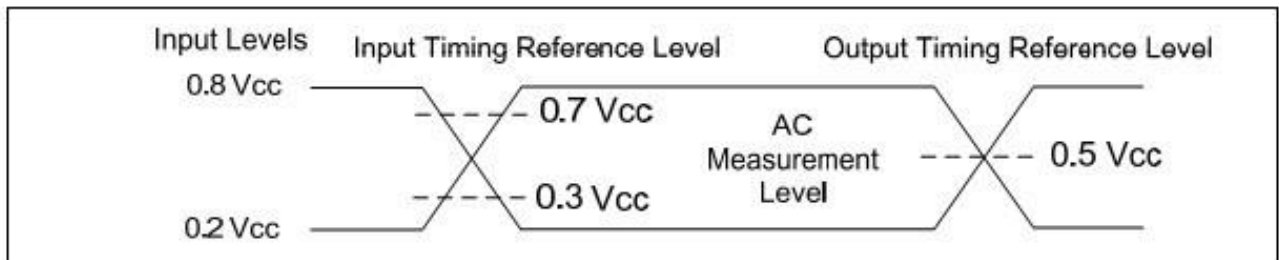 Input Levels
Input Timing Reference Level
Output Timing Reference Level
0.8 Vcc
0.7 Vcc
AC
Measurement
Level
0.5 Vcc
0.3 Vcc
0.2 Vcc